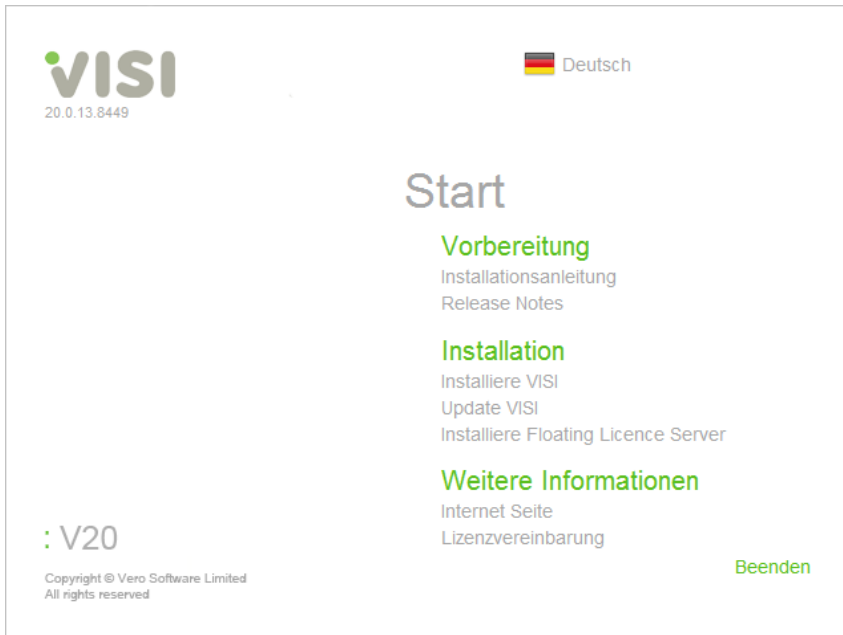 VISI
20.0.13.8449
Deutsch
Start
Vorbereitung
Installationsanleitung
Release Notes
Installation
Installiere VISI
Update VISI
Installiere Floating Licence Server
Weitere Informationen
Internet Seite
Lizenzvereinbarung
: V20
Copyright © Vero Software Limited
All rights reserved
Beenden